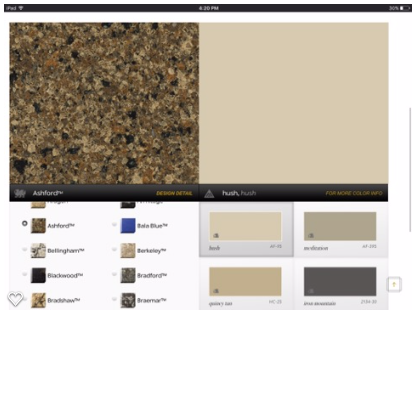 iPad
4:20 PM
50%
Ashford™
DESIGN DETAIL
hush, hush
FOR MORE COLOR INFO
Ashford™
Bala Blue™
Bellingham™
Berkeley™
Blackwood™
Bradford™
Bradshaw™
Braemar™
hush
AF-95
meditation
AF-395
quincy tan
HC-25
iron mountain
2134-30
?